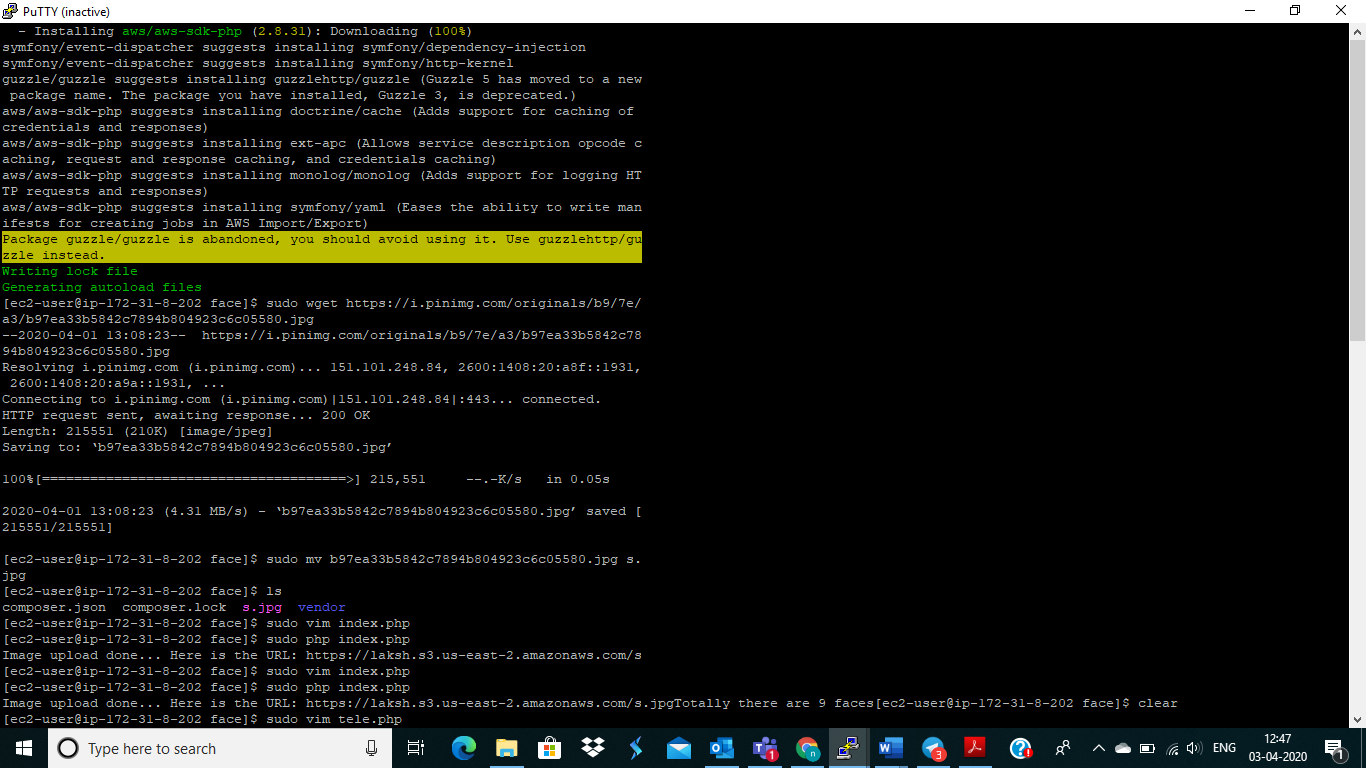 PuTTY (inactive)
  - Installing aws/aws-sdk-php (2.8.31): Downloading (100%)
symfony/event-dispatcher suggests installing symfony/dependency-injection
symfony/event-dispatcher suggests installing symfony/http-kernel
guzzle/guzzle suggests installing guzzlehttp/guzzle (Guzzle 5 has moved to a new
 package name. The package you have installed, Guzzle 3, is deprecated.)
aws/aws-sdk-php suggests installing doctrine/cache (Adds support for caching of
credentials and responses)
aws/aws-sdk-php suggests installing ext-apc (Allows service description opcode c
aching, request and response caching, and credentials caching)
aws/aws-sdk-php suggests installing monolog/monolog (Adds support for logging HT
TP requests and responses)
aws/aws-sdk-php suggests installing symfony/yaml (Eases the ability to write man
ifests for creating jobs in AWS Import/Export)
Package guzzle/guzzle is abandoned, you should avoid using it. Use guzzlehttp/gu
zzle instead.
Writing lock file
Generating autoload files
[ec2-user@ip-172-31-8-202 face]$ sudo wget https://i.pinimg.com/originals/b9/7e/
a3/b97ea33b5842c7894b804923c6c05580.jpg
--2020-04-01 13:08:23--  https://i.pinimg.com/originals/b9/7e/a3/b97ea33b5842c78
94b804923c6c05580.jpg
Resolving i.pinimg.com (i.pinimg.com)... 151.101.248.84, 2600:1408:20:a8f::1931,
 2600:1408:20:a9a::1931, ...
Connecting to i.pinimg.com (i.pinimg.com)|151.101.248.84|:443... connected.
HTTP request sent, awaiting response... 200 OK
Length: 215551 (210K) [image/jpeg]
Saving to: ‘b97ea33b5842c7894b804923c6c05580.jpg’
100%[======================================>] 215,551     --.-K/s   in 0.05s
2020-04-01 13:08:23 (4.31 MB/s) - ‘b97ea33b5842c7894b804923c6c05580.jpg’ saved [
215551/215551]
[ec2-user@ip-172-31-8-202 face]$ sudo mv b97ea33b5842c7894b804923c6c05580.jpg s.
jpg
[ec2-user@ip-172-31-8-202 face]$ ls
composer.json  composer.lock  s.jpg  vendor
[ec2-user@ip-172-31-8-202 face]$ sudo vim index.php
[ec2-user@ip-172-31-8-202 face]$ sudo php index.php
Image upload done... Here is the URL: https://laksh.s3.us-east-2.amazonaws.com/s
[ec2-user@ip-172-31-8-202 face]$ sudo vim index.php
[ec2-user@ip-172-31-8-202 face]$ sudo php index.php
Image upload done... Here is the URL: https://laksh.s3.us-east-2.amazonaws.com/s.jpgTotally there are 9 faces[ec2-user@ip-172-31-8-202 face]$ clear
[ec2-user@ip-172-31-8-202 face]$ sudo vim tele.php
Type here to search
1
3
ENG
12:47
03-04-2020
1